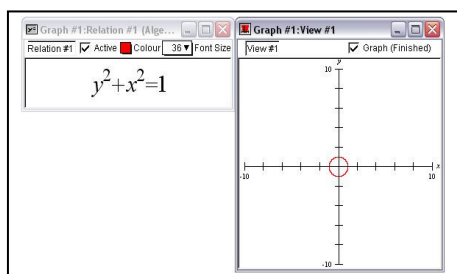 Graph #1:Relation #1 (Alge...
Relation #1 Active Colour 36 Font Size
y²+x²=1
Graph #1:View #1
View #1 Graph (Finished)
y
10
-10 10 x
-10